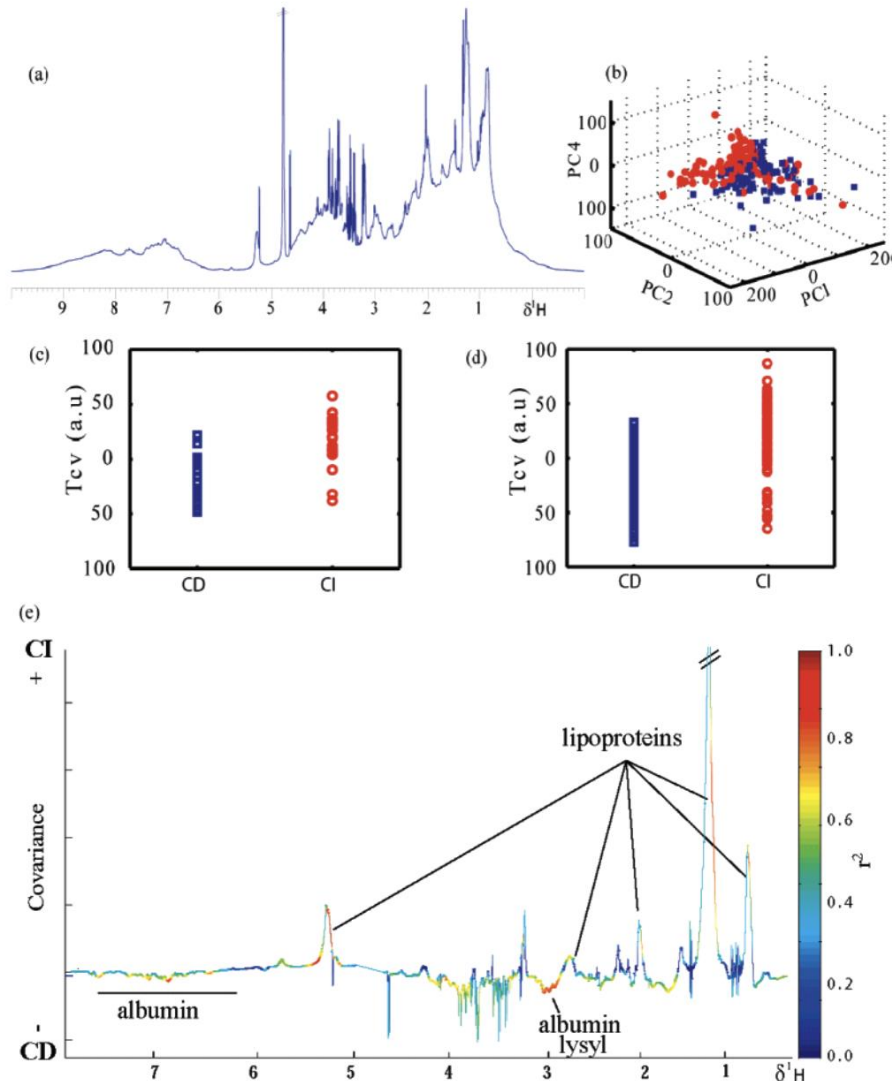 (a)
9 8 7 6 5 4 3 2 1 δ¹H
(b)
PC4
100
0
100
100
0
100
PC2
200
0
200
PC1
(c)
Tcv (a.u)
100
50
0
50
100
CD CI
(d)
Tcv (a.u)
100
50
0
50
100
CD CI
(e)
CI
+
Covariance
-
CD
lipoproteins
albumin
albumin
lysyl
7 6 5 4 3 2 1 δ¹H
1.0
0.8
0.6
0.4
0.2
0.0
r²